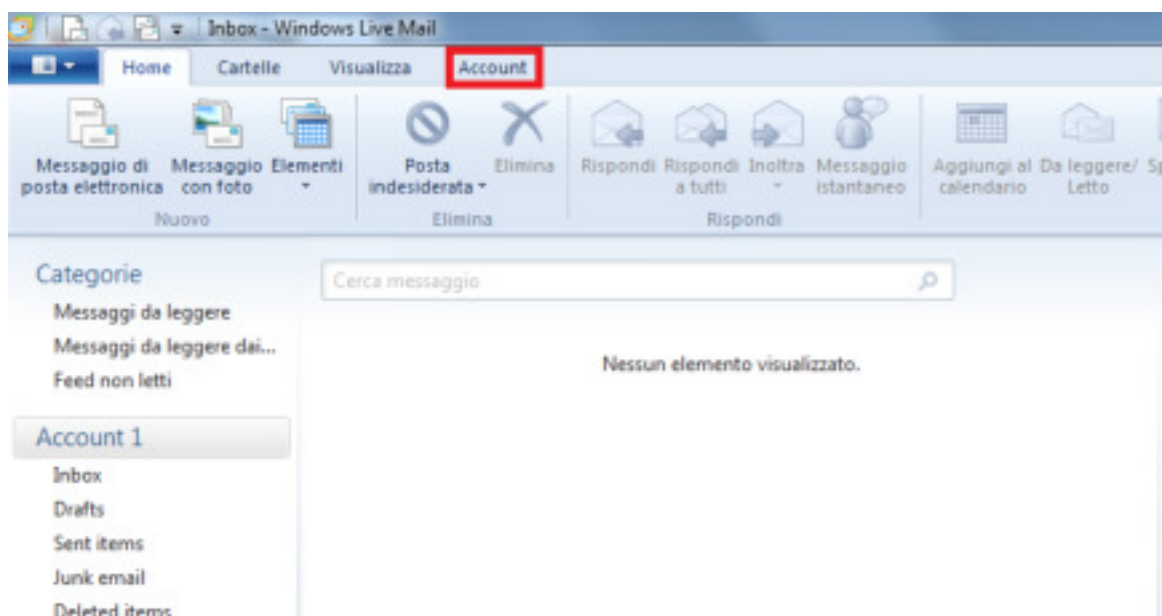 Inbox - Windows Live Mail
Home Cartelle Visualizza Account
Messaggio di posta elettronica
Messaggio con foto
Elementi
Posta indesiderata
Elimina
Rispondi
Rispondi a tutti
Inoltra
Messaggio istantaneo
Aggiungi al calendario
Da leggere/ Letto
Nuovo Elimina Rispondi
Categorie
Cerca messaggio
Messaggi da leggere
Messaggi da leggere dai...
Feed non letti
Nessun elemento visualizzato.
Account 1
Inbox
Drafts
Sent items
Junk email
Deleted items